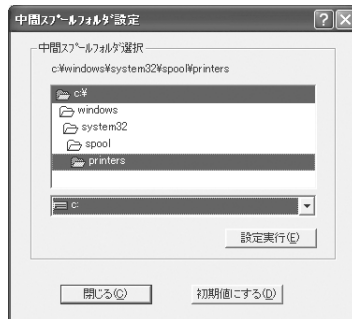 中間ｽﾌﾟｰﾙﾌｫﾙﾀﾞ設定
中間ｽﾌﾟｰﾙﾌｫﾙﾀﾞ選択
c:¥windows¥system32¥spool¥printers
c:¥
windows
system32
spool
printers
c:
設定実行(E)
閉じる(C)
初期値にする(D)